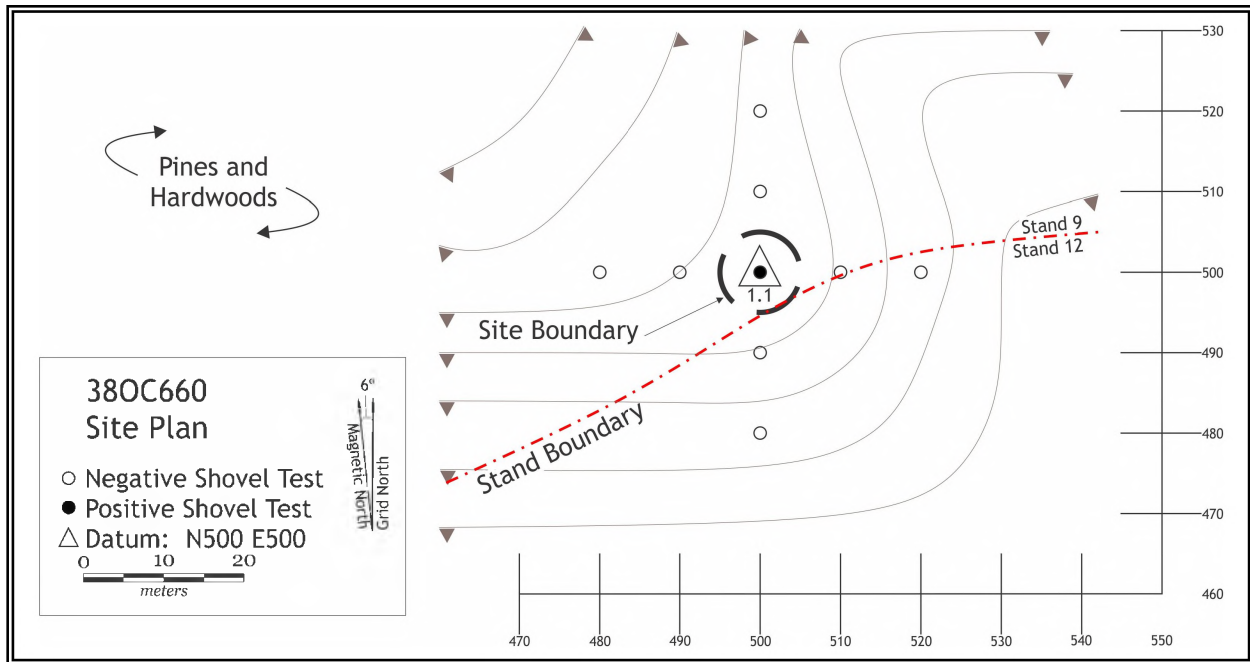 Pines and
Hardwoods
Stand 9
Stand 12
1.1
Site Boundary
Stand Boundary
38OC660
Site Plan
6°
Magnetic North
Grid North
Negative Shovel Test
Positive Shovel Test
Datum: N500 E500
0 10 20
meters
530
520
510
500
490
480
470
460
470 480 490 500 510 520 530 540 550